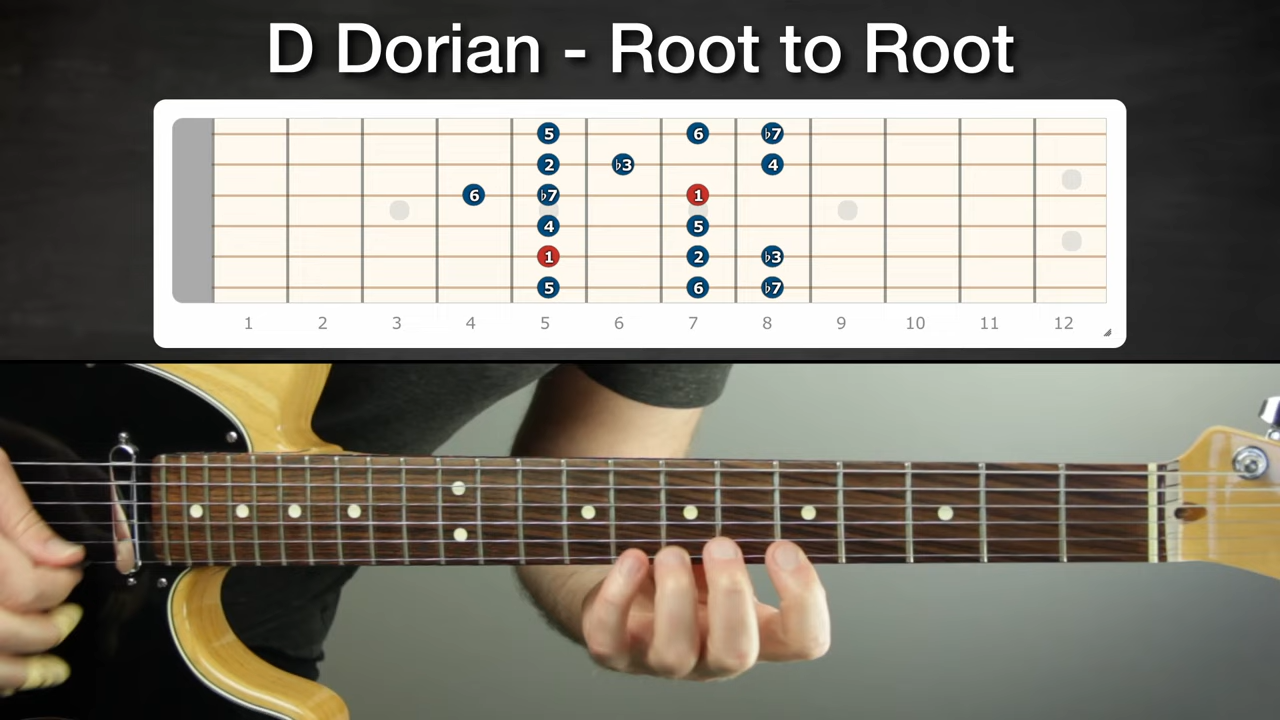 D Dorian - Root to Root
5 6 ♭7
2 ♭3 4
6 ♭7 1
4 5
1 2 ♭3
5 6 ♭7
1 2 3 4 5 6 7 8 9 10 11 12